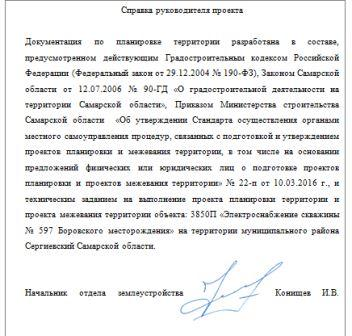 Справка руководителя проекта
Документация по планировке территории разработана в составе,
предусмотренном действующим Градостроительным кодексом Российской
Федерации (Федеральный закон от 29.12.2004 № 190-ФЗ), Законом Самарской
области от 12.07.2006 № 90-ГД «О градостроительной деятельности на
территории Самарской области», Приказом Министерства строительства
Самарской области «Об утверждении Стандарта осуществления органами
местного самоуправления процедур, связанных с подготовкой и утверждением
проектов планировки и межевания территории, в том числе на основании
предложений физических или юридических лиц о подготовке проектов
планировки и проектов межевания территории» № 22-п от 10.03.2016 г., и
техническим заданием на выполнение проекта планировки территории и
проекта межевания территории объекта: 3850П «Электроснабжение скважины
№ 597 Боровского месторождения» на территории муниципального района
Сергиевский Самарской области.
Начальник отдела землеустройства Конищев И.В.